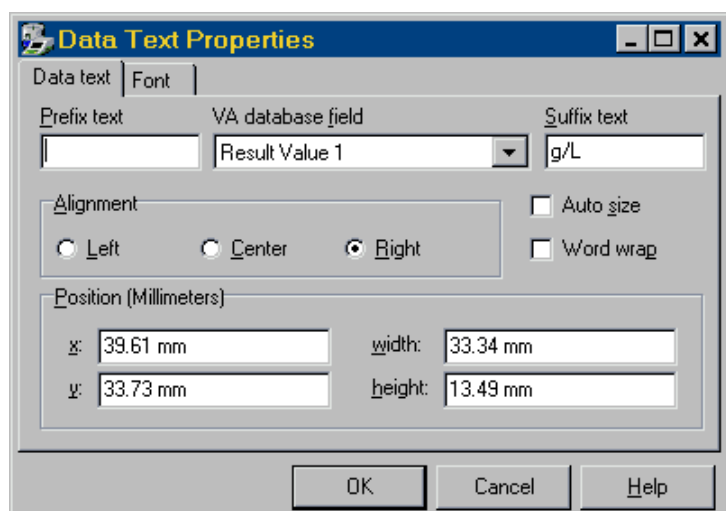 Data Text Properties
Data text Font
Prefix text VA database field Suffix text
Result Value 1 g/L
Alignment Auto size
Left Center Right Word wrap
Position (Millimeters)
x: 39.61 mm width: 33.34 mm
y: 33.73 mm height: 13.49 mm
OK Cancel Help